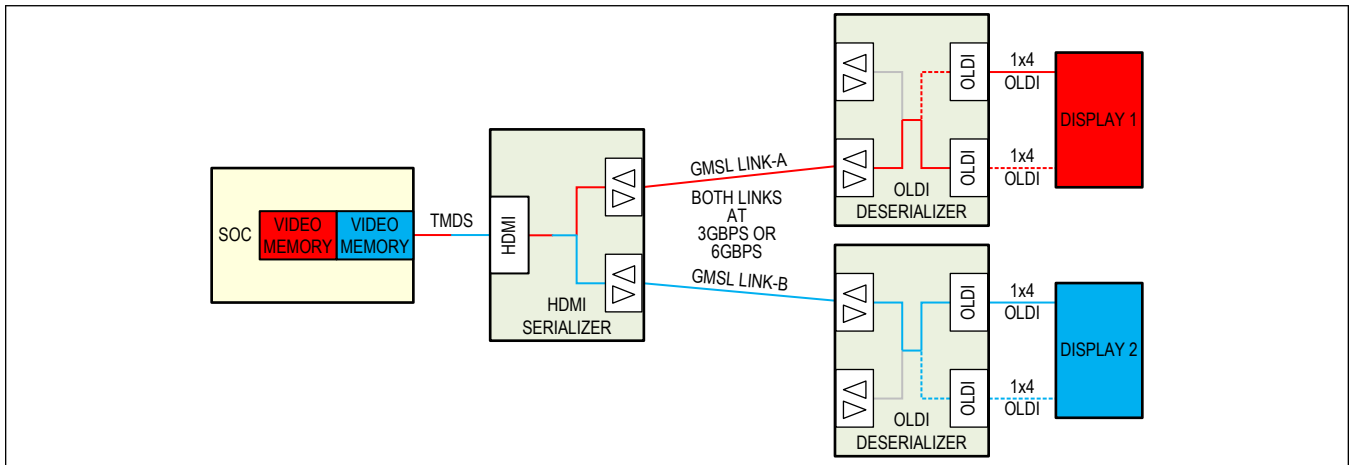 SOC
VIDEO
MEMORY
VIDEO
MEMORY
TMDS
HDMI
HDMI
SERIALIZER
GMSL LINK-A
BOTH LINKS
AT
3GBPS OR
6GBPS
GMSL LINK-B
OLDI
OLDI
OLDI
DESERIALIZER
1x4
OLDI
1x4
OLDI
DISPLAY 1
OLDI
OLDI
OLDI
DESERIALIZER
1x4
OLDI
1x4
OLDI
DISPLAY 2